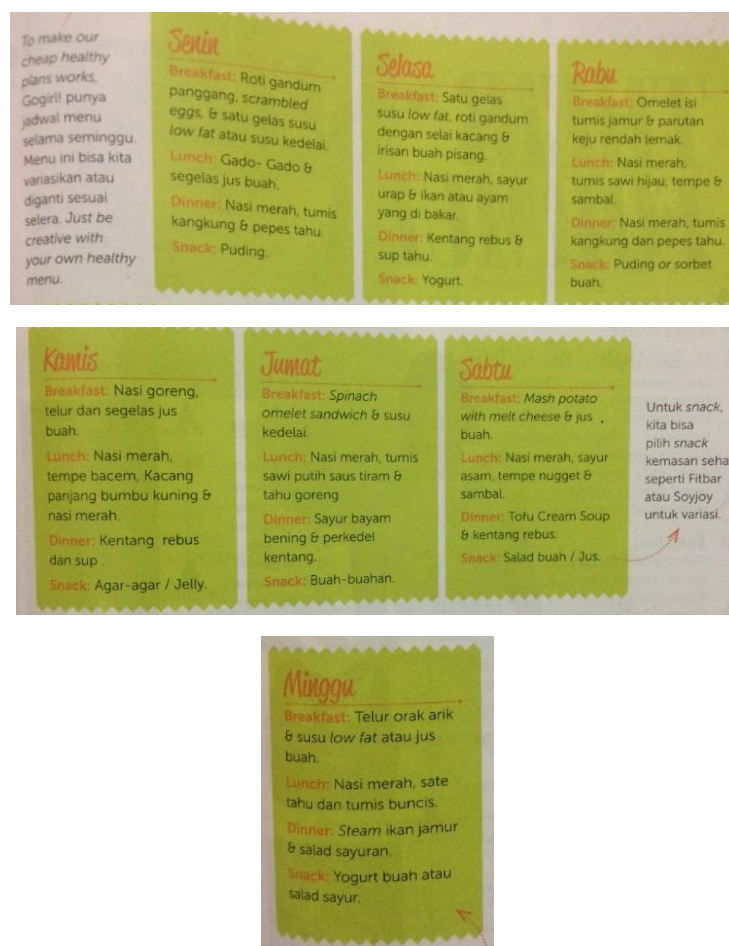 To make our
cheap healthy
plans works,
Gogirl! punya
jadwal menu
selama seminggu.
Menu ini bisa kita
variasikan atau
diganti sesuai
selera. Just be
creative with
your own healthy
menu.
Senin
Breakfast: Roti gandum
panggang, scrambled
eggs, & satu gelas susu
low fat atau susu kedelai.
Lunch: Gado- Gado &
segelas jus buah.
Dinner: Nasi merah, tumis
kangkung & pepes tahu.
Snack: Puding.
Selasa
Breakfast: Satu gelas
susu low fat, roti gandum
dengan selai kacang &
irisan buah pisang.
Lunch: Nasi merah, sayur
urap & ikan atau ayam
yang di bakar.
Dinner: Kentang rebus &
sup tahu.
Snack: Yogurt.
Rabu
Breakfast: Omelet isi
tumis jamur & parutan
keju rendah lemak.
Lunch: Nasi merah,
tumis sawi hijau, tempe &
sambal.
Dinner: Nasi merah, tumis
kangkung dan pepes tahu.
Snack: Puding or sorbet
buah.
Kamis
Breakfast: Nasi goreng,
telur dan segelas jus
buah.
Lunch: Nasi merah,
tempe bacem, Kacang
panjang bumbu kuning &
nasi merah.
Dinner: Kentang rebus
dan sup .
Snack: Agar-agar / Jelly.
Jumat
Breakfast: Spinach
omelet sandwich & susu
kedelai.
Lunch: Nasi merah, tumis
sawi putih saus tiram &
tahu goreng
Dinner: Sayur bayam
bening & perkedel
kentang.
Snack: Buah-buahan.
Sabtu
Breakfast: Mash potato
with melt cheese & jus
buah.
Lunch: Nasi merah, sayur
asam, tempe nugget &
sambal.
Dinner: Tofu Cream Soup
& kentang rebus.
Snack: Salad buah / Jus.
Untuk snack,
kita bisa
pilih snack
kemasan seha
seperti Fitbar
atau Soyjoy
untuk variasi.
Minggu
Breakfast: Telur orak arik
& susu low fat atau jus
buah.
Lunch: Nasi merah, sate
tahu dan tumis buncis.
Dinner: Steam ikan jamur
& salad sayuran.
Snack: Yogurt buah atau
salad sayur.